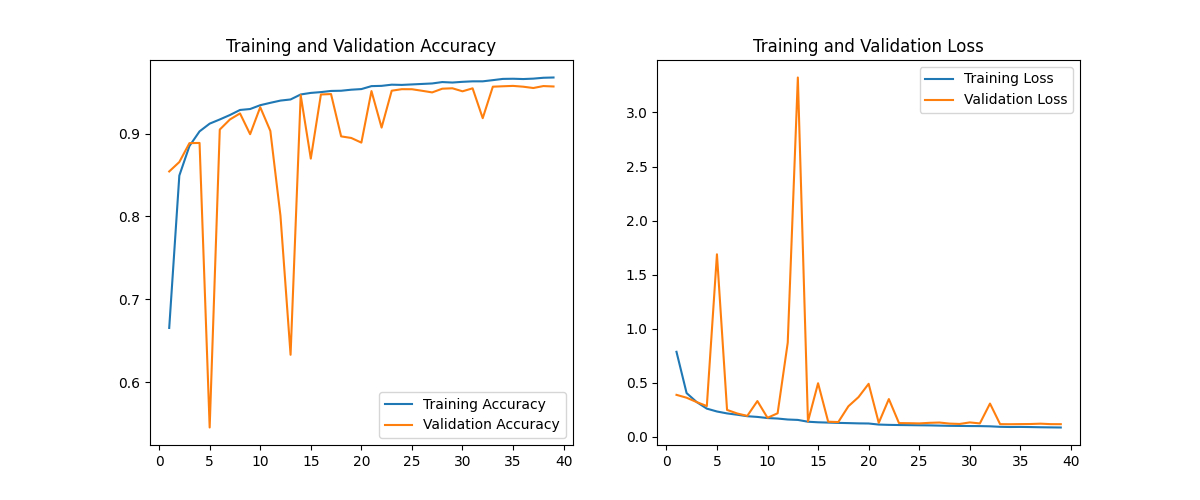 Training and Validation Accuracy
0.9
0.8
0.7
0.6
0 5 10 15 20 25 30 35 40
Training Accuracy
Validation Accuracy
Training and Validation Loss
3.0
2.5
2.0
1.5
1.0
0.5
0.0
0 5 10 15 20 25 30 35 40
Training Loss
Validation Loss